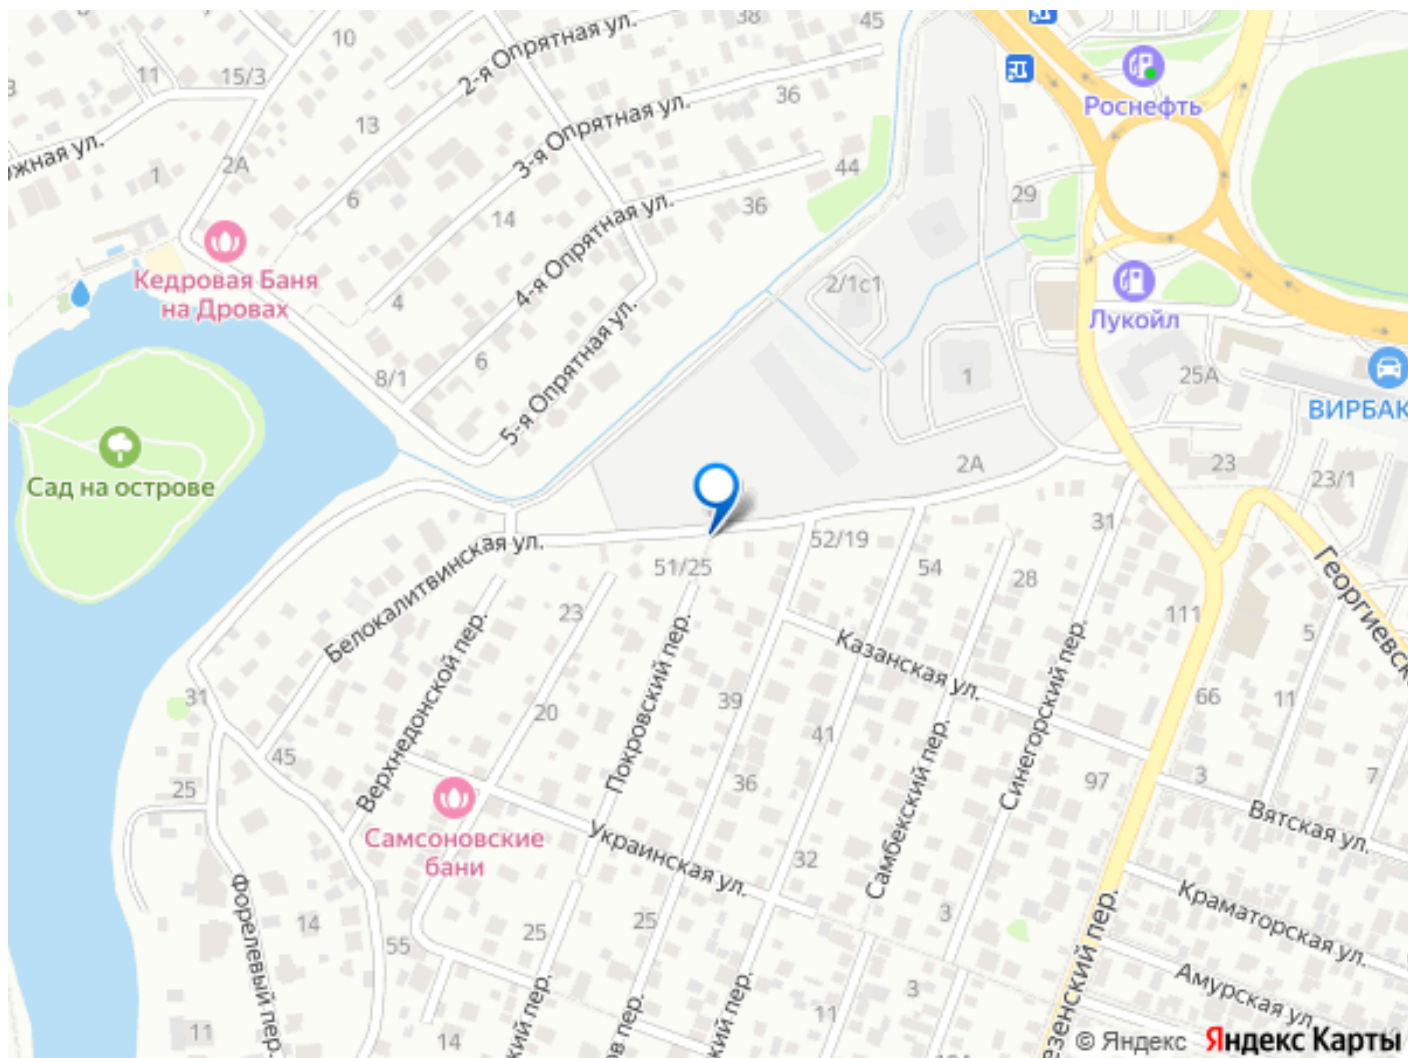 38
45
10
2-я Опрятная ул.
11
15/3
Роснефть
36
13
3-я Опрятная ул.
1
2А
44
29
6
14
36
4-я Опрятная ул.
Кедровая Баня
на Дровах
2/1с1
4
Лукойл
5-я Опрятная ул.
6
8/1
1
25А
ВИРБАК
Сад на острове
2А
23
23/1
31
52/19
Белокалитвинская ул.
51/25
54
28
23
111
5
Казанская ул.
Верхнедонской пер.
Покровский пер.
Синегорский пер.
31
20
39
41
66
11
45
36
Самбекский пер.
97
3
7
25
Вятская ул.
Самсоновские
бани
Украинская ул.
32
Краматорская ул.
Форелевый пер.
14
55
25
25
3
3
Амурская ул.
11
14
11
© Яндекс Яндекс Карты